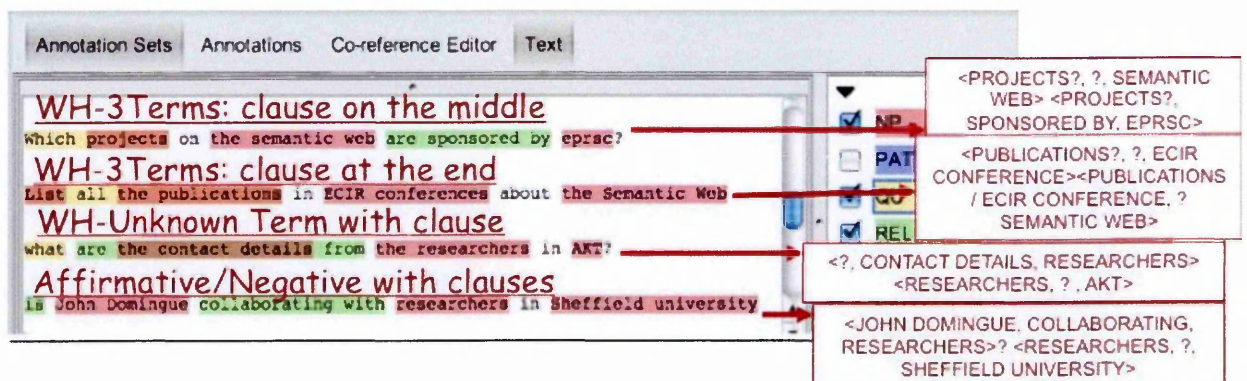 Annotation Sets Annotations Co-reference Editor Text
WH-3Terms: clause on the middle
Which projects on the semantic web are sponsored by eprsc?
WH-3Terms: clause at the end
List all the publications in ECIR conferences about the Semantic Web
WH-Unknown Term with clause
what are the contact details from the researchers in AKT?
Affirmative/Negative with clauses
is John Domingue collaborating with researchers in Sheffield university
NP
PAT
QU
REL
<PROJECTS?, ?, SEMANTIC
WEB> <PROJECTS?,
SPONSORED BY, EPRSC>
<PUBLICATIONS?, ?, ECIR
CONFERENCE><PUBLICATIONS
/ ECIR CONFERENCE, ?
SEMANTIC WEB>
<?, CONTACT DETAILS, RESEARCHERS>
<RESEARCHERS, ? , AKT>
<JOHN DOMINGUE, COLLABORATING,
RESEARCHERS>? <RESEARCHERS, ?,
SHEFFIELD UNIVERSITY>